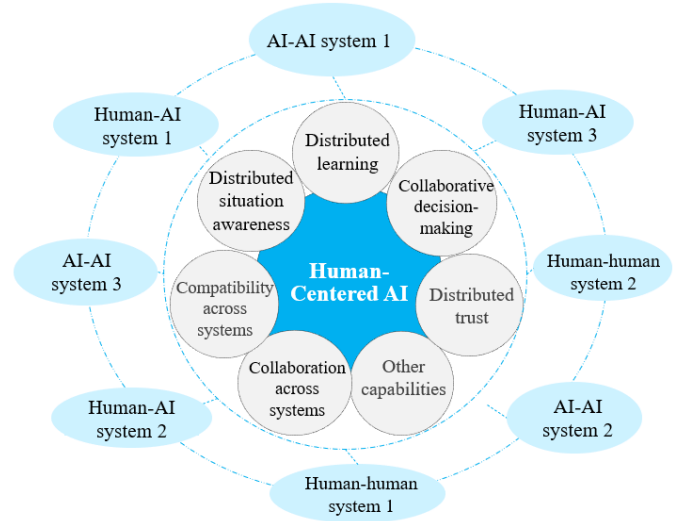 AI-AI system 1
Human-AI
system 1
Human-AI
system 3
Distributed
learning
Distributed
situation
awareness
Collaborative
decision-
making
AI-AI
system 3
Human-
Centered AI
Human-human
system 2
Compatibility
across
systems
Distributed
trust
Collaboration
across
systems
Other
capabilities
Human-AI
system 2
AI-AI
system 2
Human-human
system 1